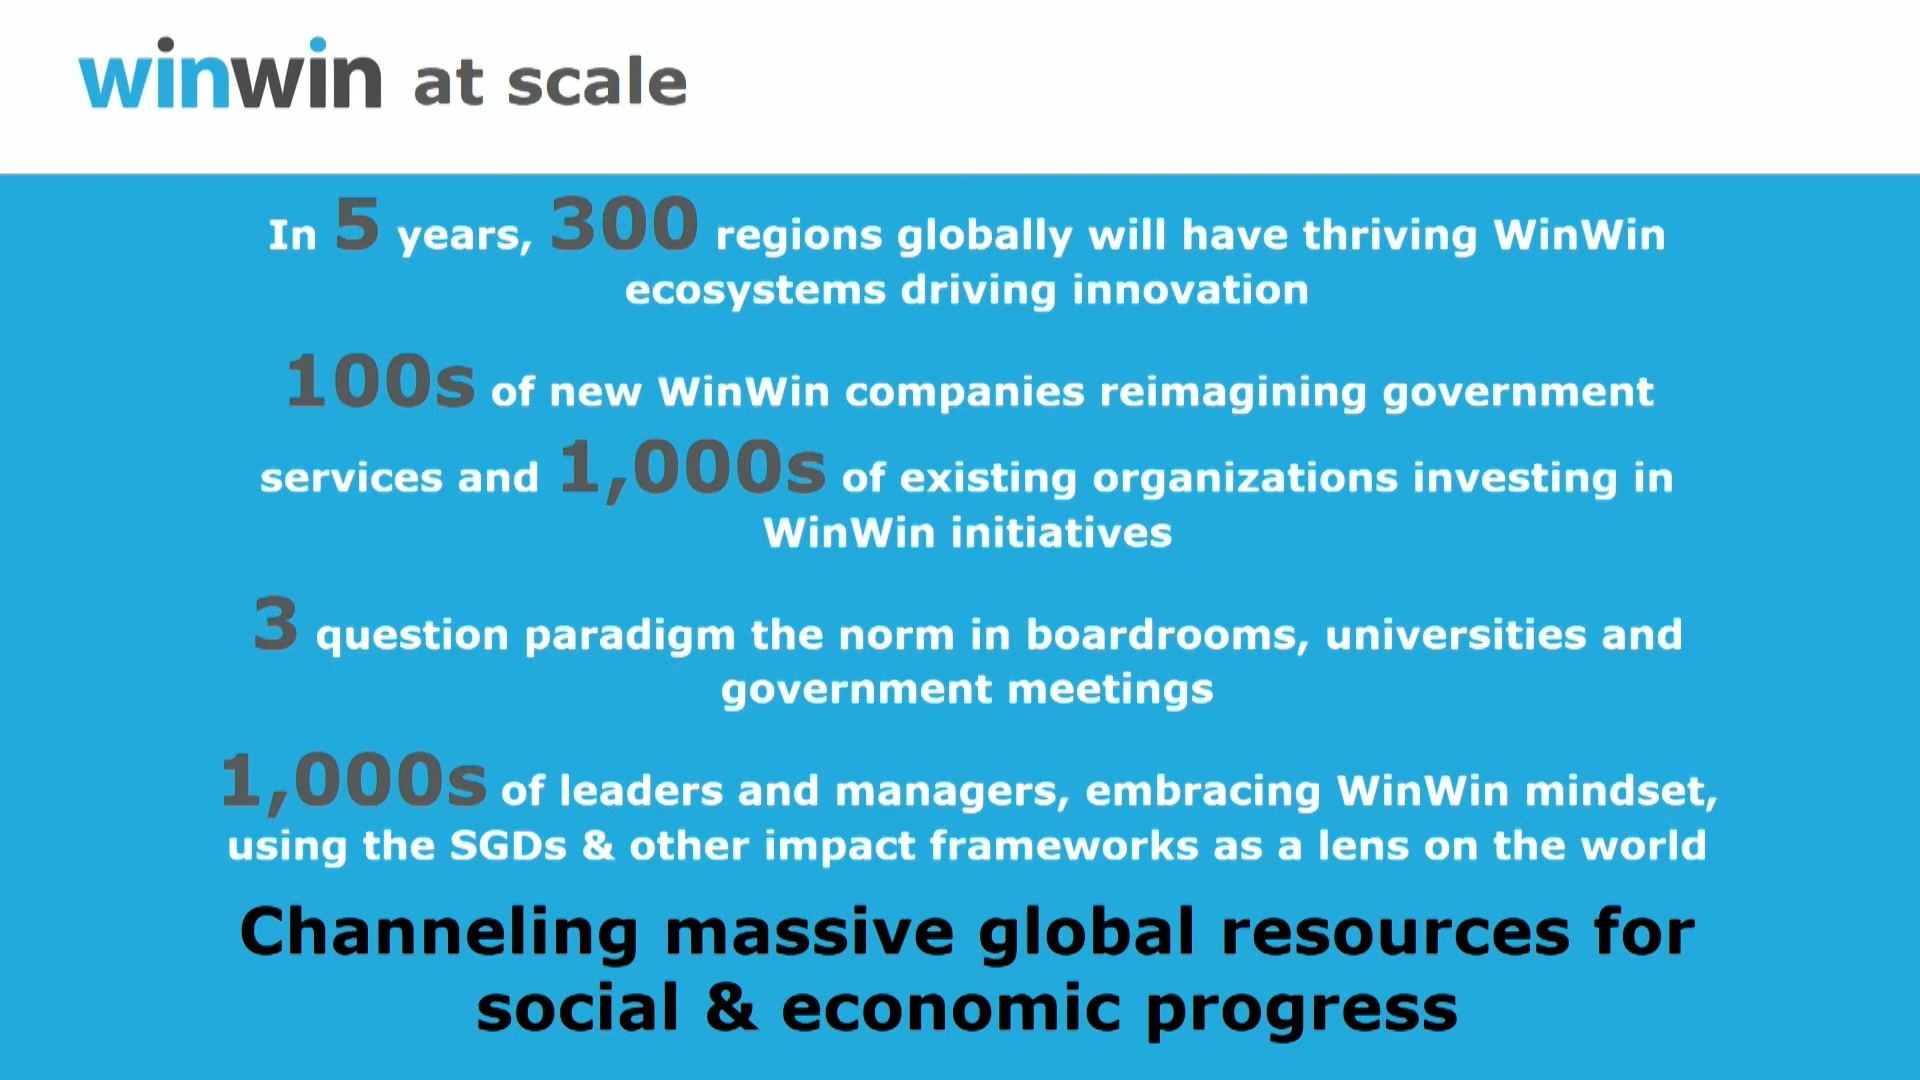 winwin at scale
In 5 years, 300 regions globally will have thriving WinWin
ecosystems driving innovation
100s of new WinWin companies reimagining government
services and 1,000s of existing organizations investing in
WinWin initiatives
3 question paradigm the norm in boardrooms, universities and
government meetings
1,000s of leaders and managers, embracing WinWin mindset,
using the SGDs & other impact frameworks as a lens on the world
Channeling massive global resources for
social & economic progress